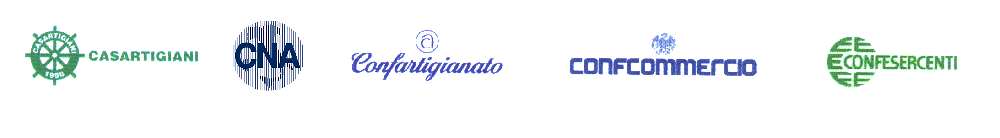 CASARTIGIANI
1958
CASARTIGIANI
CNA
a
Confartigianato
CONFCOMMERCIO
E CONFESERCENTI